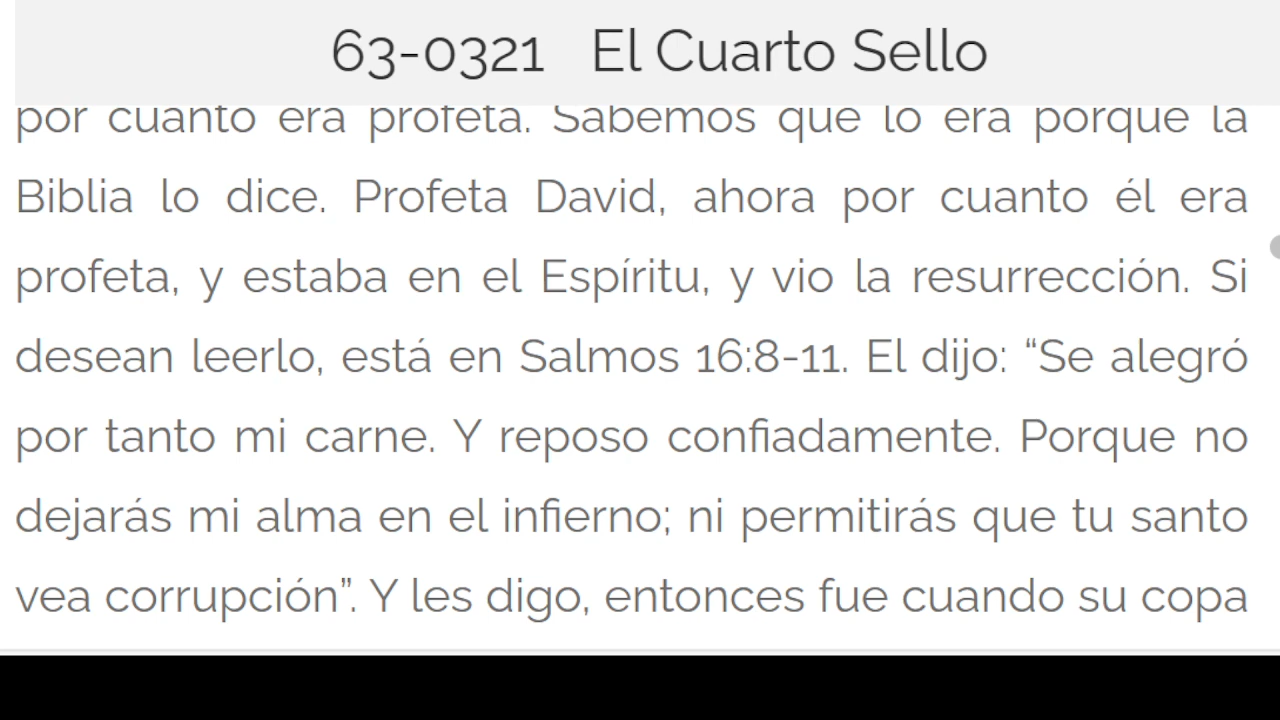 63-0321 El Cuarto Sello
por cuanto era profeta. Sabemos que lo era porque la
Biblia lo dice. Profeta David, ahora por cuanto él era
profeta, y estaba en el Espíritu, y vio la resurrección. Si
desean leerlo, está en Salmos 16:8-11. El dijo: “Se alegró
por tanto mi carne. Y reposo confiadamente. Porque no
dejarás mi alma en el infierno; ni permitirás que tu santo
vea corrupción”. Y les digo, entonces fue cuando su copa